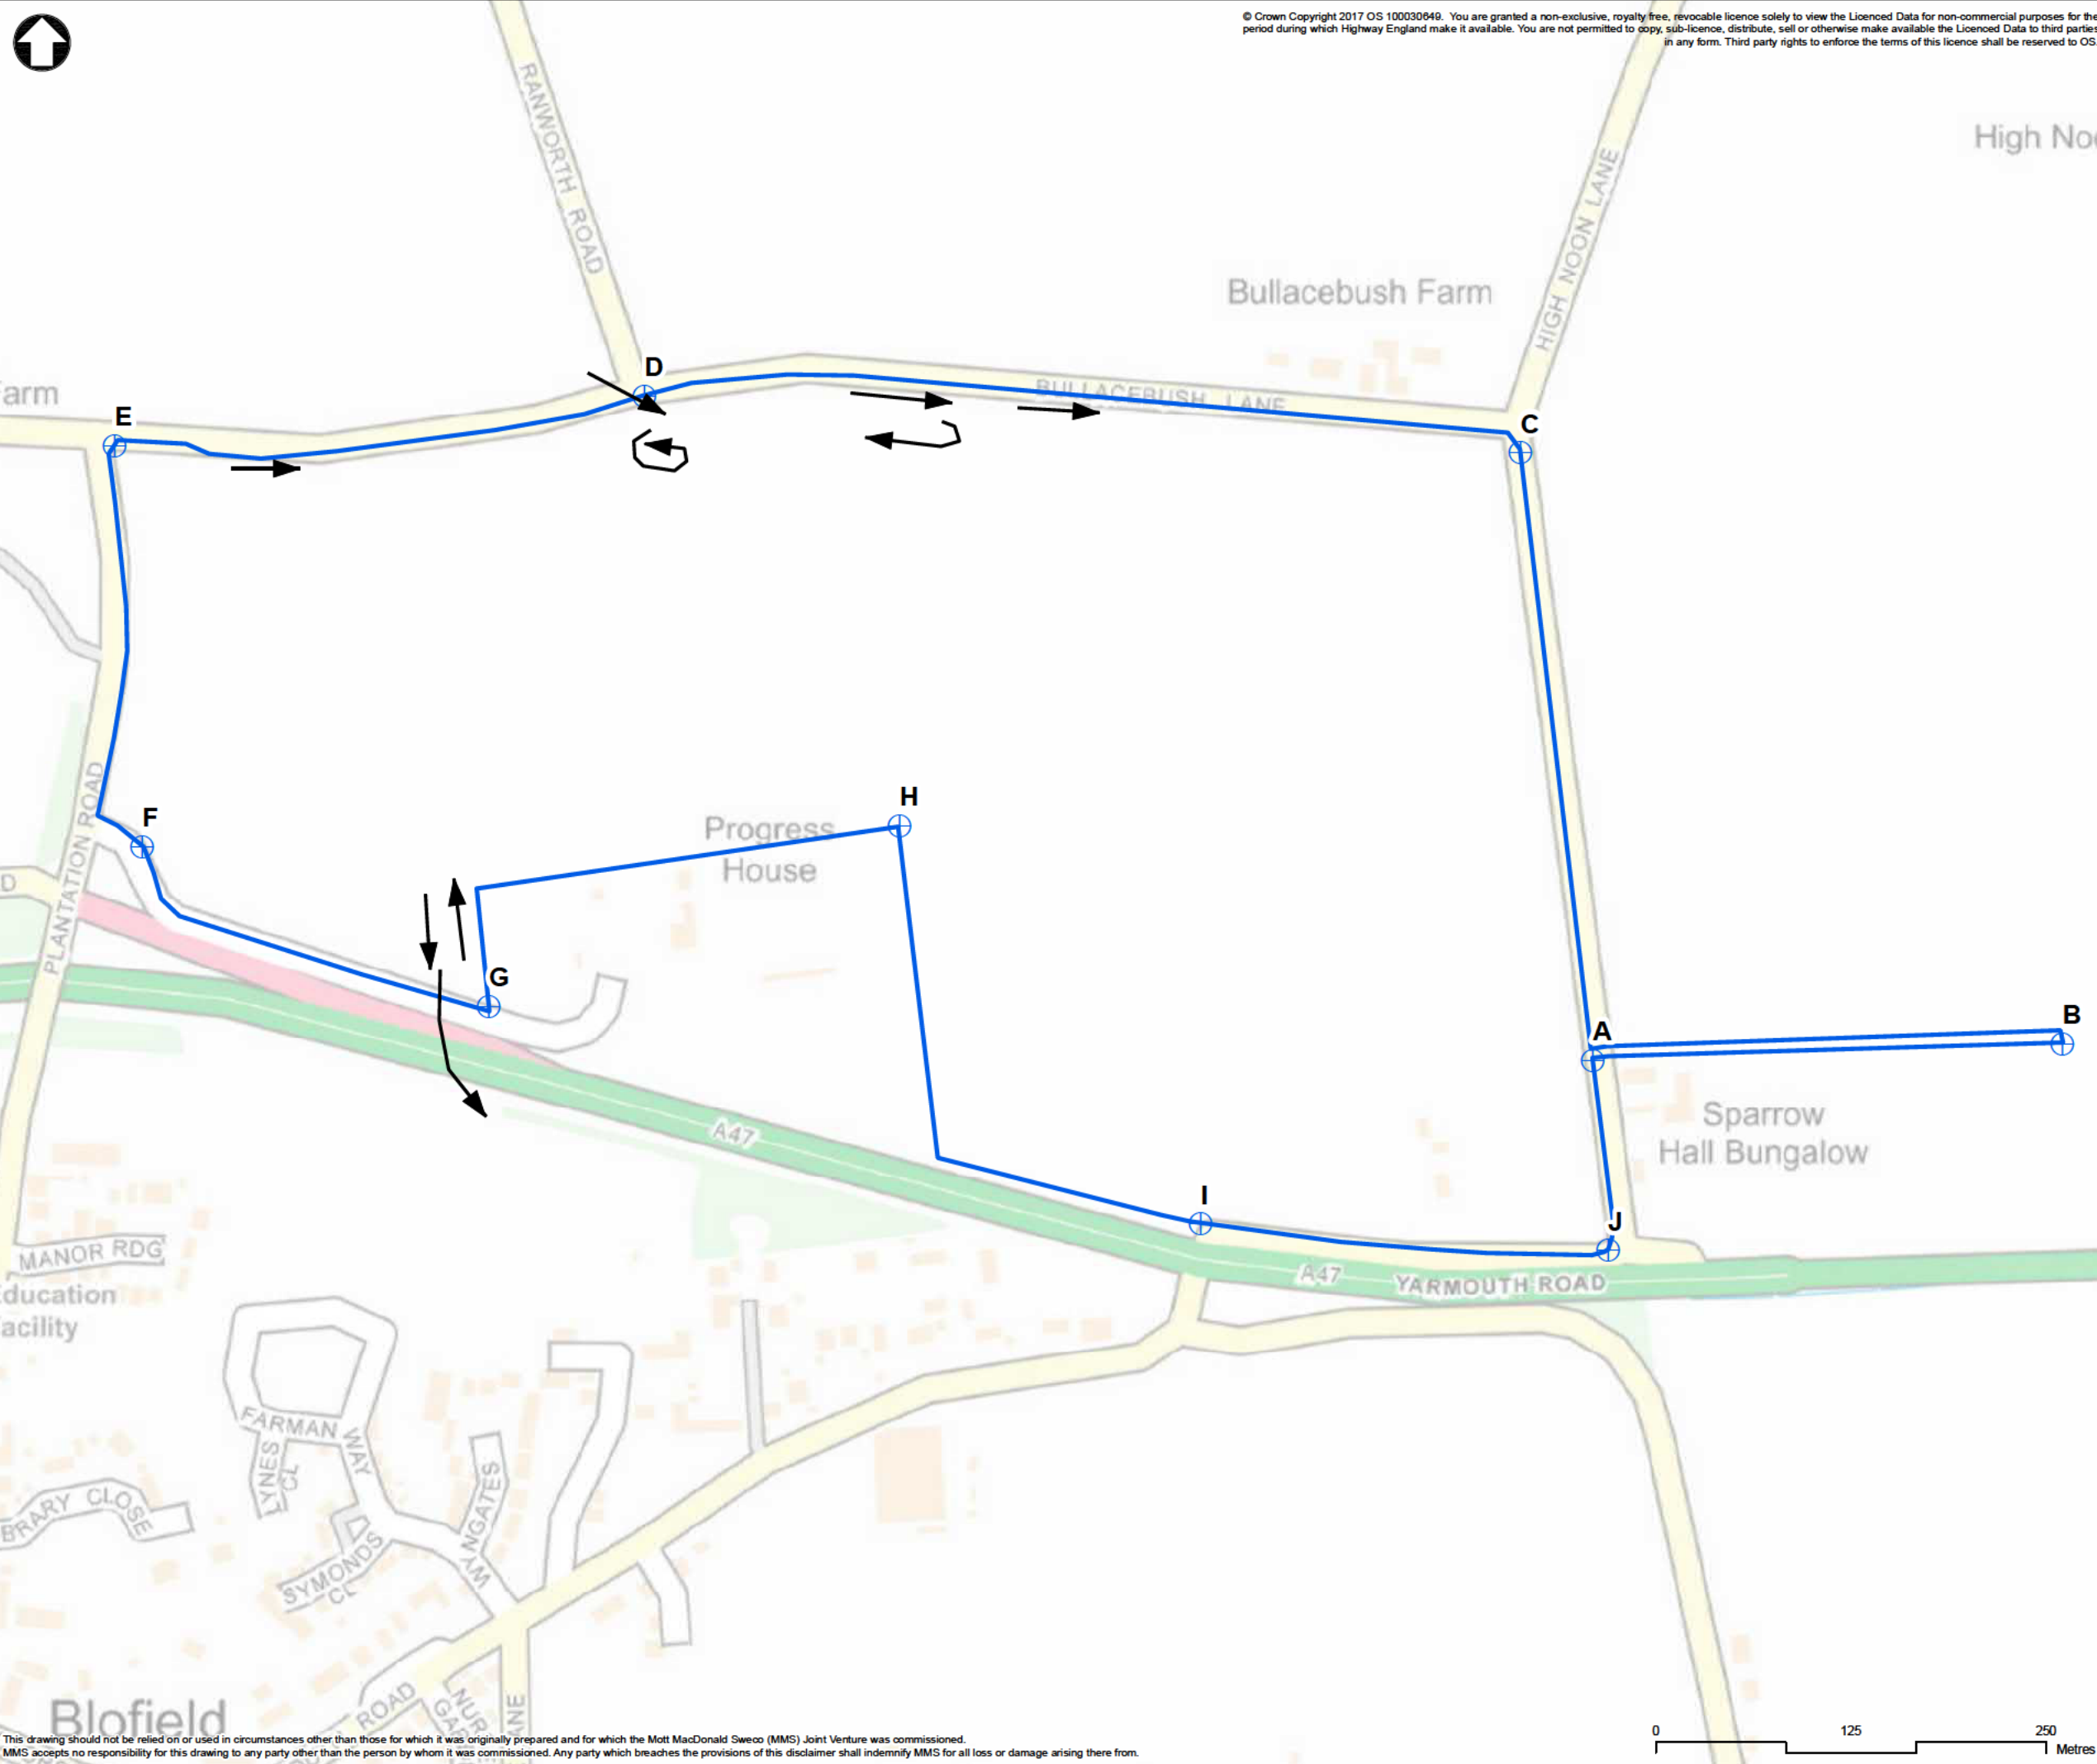 © Crown Copyright 2017 OS 100030649. You are granted a non-exclusive, royalty free, revocable licence solely to view the Licenced Data for non-commercial purposes for the
period during which Highway England make it available. You are not permitted to copy, sub-licence, distribute, sell or otherwise make available the Licenced Data to third parties
in any form. Third party rights to enforce the terms of this licence shall be reserved to OS.
RANWORTH ROAD
High Noo
HIGH NOON LANE
Bullacebush Farm
D
BULLACEBUSH LANE
arm
E
C
PLANTATION ROAD
F
H
Progress
House
D
G
A
B
A47
Sparrow
Hall Bungalow
I
J
MANOR RDG
A47
YARMOUTH ROAD
ducation
acility
FARMAN WAY
LYNES
CL
BRARY CLOSE
WYNGATES
SYMONDS
CL
Blofield
ROAD
NUR
GA
ANE
0
125
250
Metres
This drawing should not be relied on or used in circumstances other than those for which it was originally prepared and for which the Mott MacDonald Sweco (MMS) Joint Venture was commissioned.
MMS accepts no responsibility for this drawing to any party other than the person by whom it was commissioned. Any party which breaches the provisions of this disclaimer shall indemnify MMS for all loss or damage arising there from.